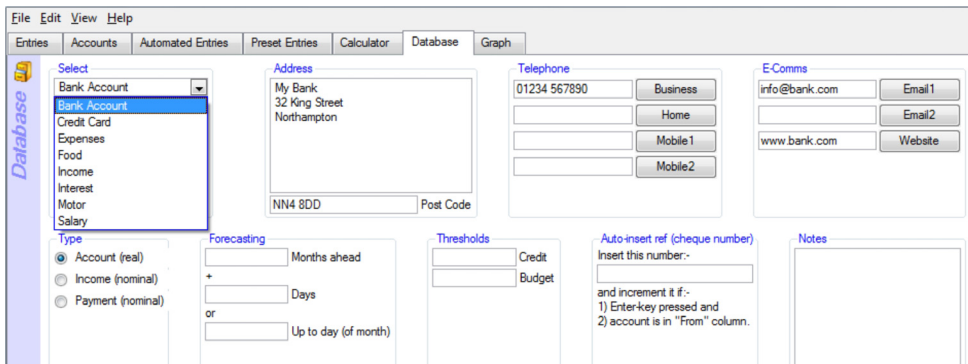 File Edit View Help
Entries Accounts Automated Entries Preset Entries Calculator Database Graph
Database
Select
Bank Account
Bank Account
Credit Card
Expenses
Food
Income
Interest
Motor
Salary
Address
My Bank
32 King Street
Northampton
NN4 8DD Post Code
Telephone
01234 567890 Business
Home
Mobile1
Mobile2
E-Comms
info@bank.com Email1
Email2
www.bank.com Website
Type
Account (real)
Income (nominal)
Payment (nominal)
Forecasting
Months ahead
+
Days
or
Up to day (of month)
Thresholds
Credit
Budget
Auto-insert ref (cheque number)
Insert this number:-
and increment it if:-
1) Enter-key pressed and
2) account is in "From" column.
Notes